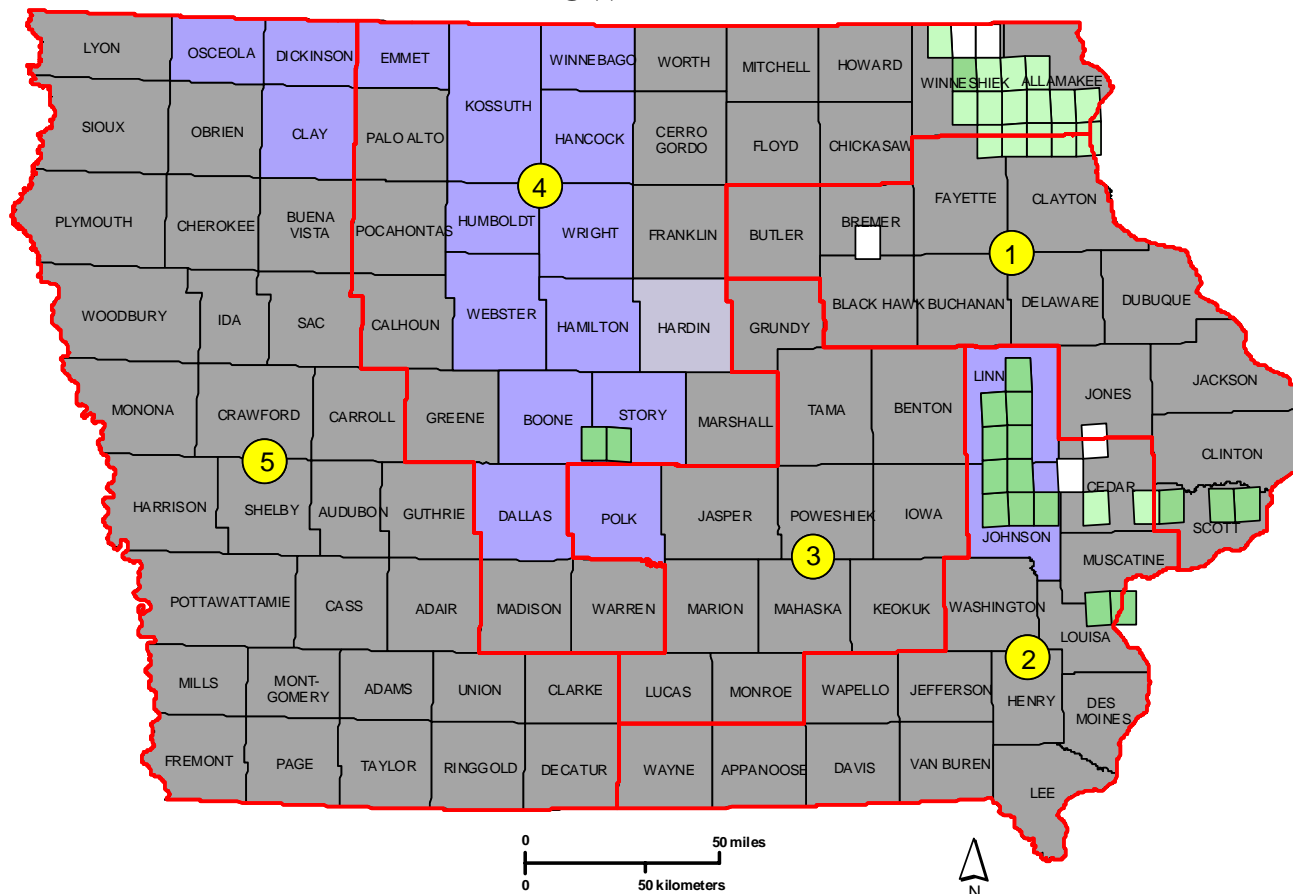 LYON
OSCEOLA
DICKINSON
EMMET
WINNEBAGO
WORTH
MITCHELL
HOWARD
WINNESHIEK
ALLAMAKEE
SIOUX
OBRIEN
CLAY
PALO ALTO
KOSSUTH
HANCOCK
CERRO
GORDO
FLOYD
CHICKASAW
4
PLYMOUTH
CHEROKEE
BUENA
VISTA
POCAHONTAS
HUMBOLDT
WRIGHT
FRANKLIN
BUTLER
BREMER
FAYETTE
CLAYTON
1
WOODBURY
IDA
SAC
CALHOUN
WEBSTER
HAMILTON
HARDIN
GRUNDY
BLACK HAWK
BUCHANAN
DELAWARE
DUBUQUE
MONONA
CRAWFORD
CARROLL
GREENE
BOONE
STORY
MARSHALL
TAMA
BENTON
LINN
JONES
JACKSON
5
CLINTON
HARRISON
SHELBY
AUDUBON
GUTHRIE
DALLAS
POLK
JASPER
POWESHIEK
IOWA
JOHNSON
CEDAR
SCOTT
3
MUSCATINE
POTTAWATTAMIE
CASS
ADAIR
MADISON
WARREN
MARION
MAHASKA
KEOKUK
WASHINGTON
LOUISA
2
MILLS
MONT-
GOMERY
ADAMS
UNION
CLARKE
LUCAS
MONROE
WAPELLO
JEFFERSON
HENRY
DES
MOINES
FREMONT
PAGE
TAYLOR
RINGGOLD
DECATUR
WAYNE
APPANOOSE
DAVIS
VAN BUREN
LEE
0 50 miles
0 50 kilometers
N